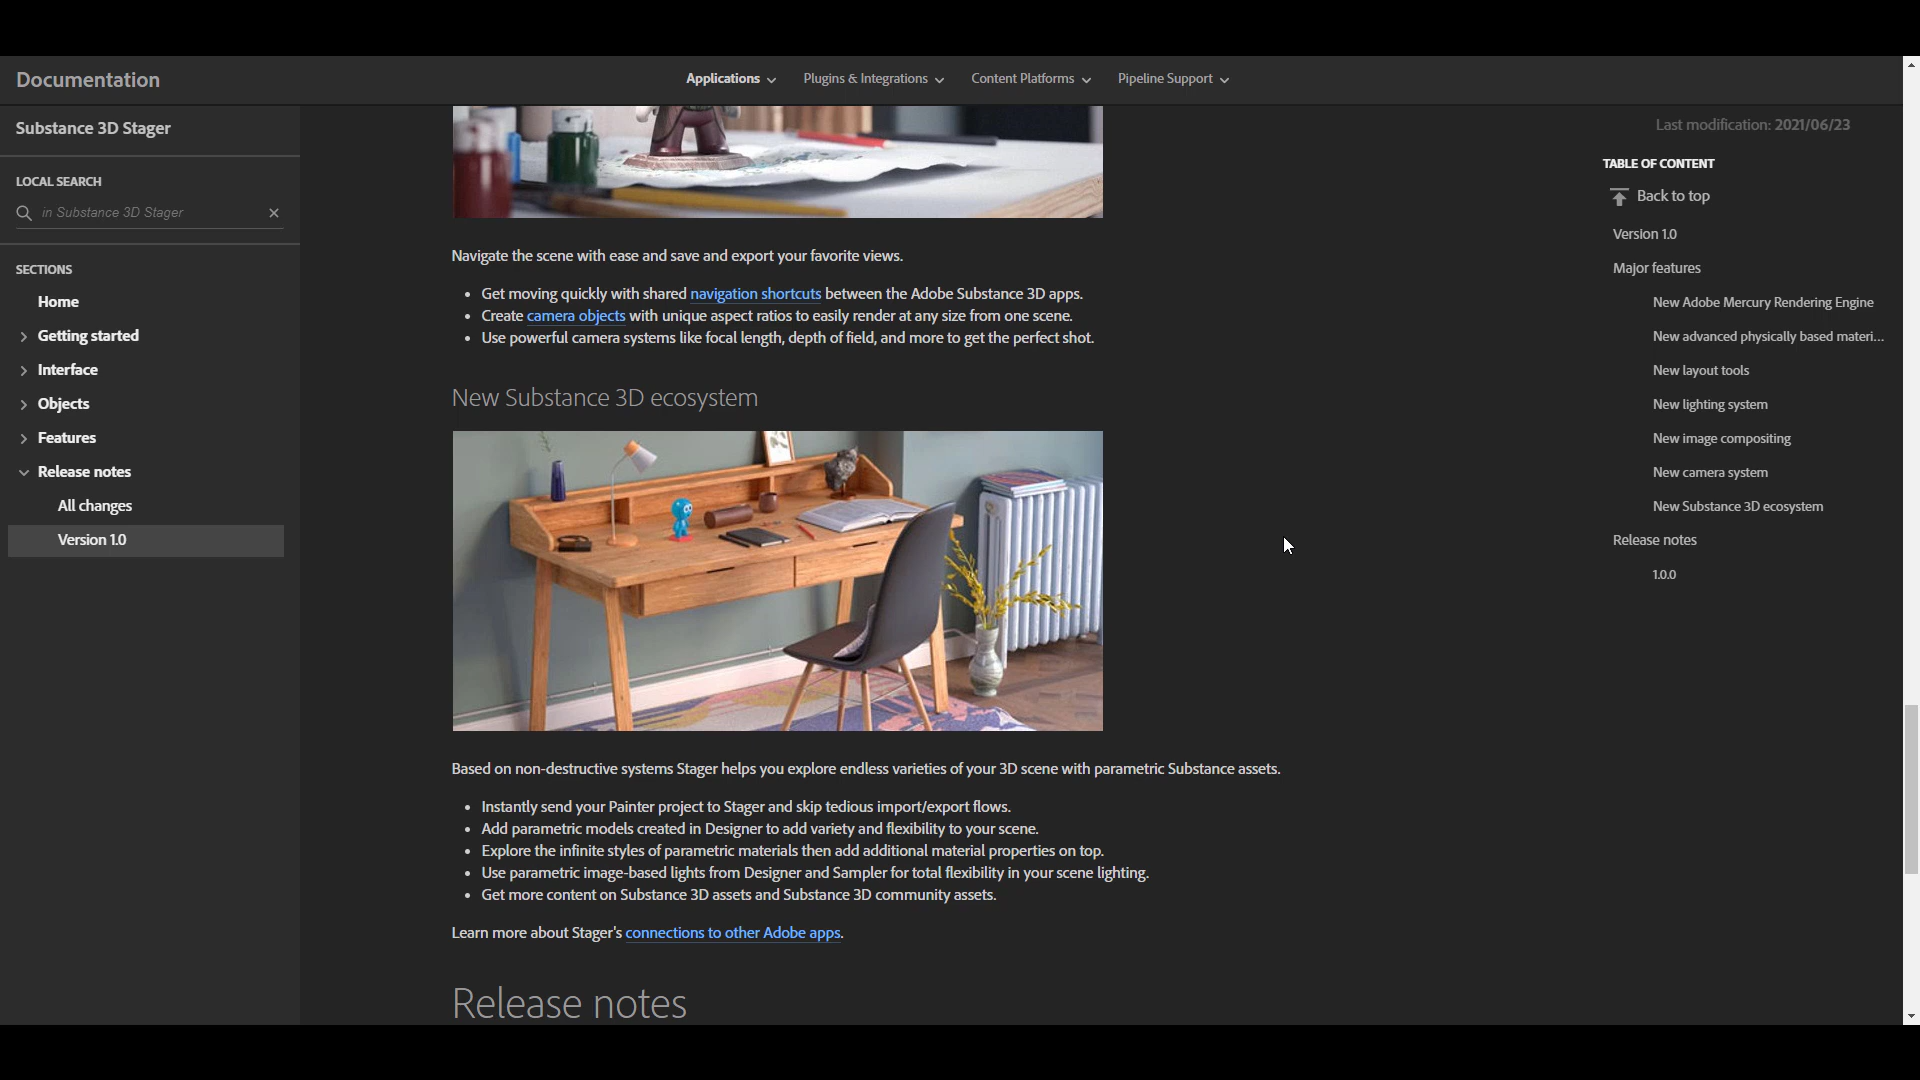 Documentation
Applications
Plugins & Integrations
Content Platforms
Pipeline Support
Substance 3D Stager
LOCAL SEARCH
in Substance 3D Stager
SECTIONS
Home
Getting started
Interface
Objects
Features
Release notes
All changes
Version 1.0
Navigate the scene with ease and save and export your favorite views.
• Get moving quickly with shared navigation shortcuts between the Adobe Substance 3D apps.
• Create camera objects with unique aspect ratios to easily render at any size from one scene.
• Use powerful camera systems like focal length, depth of field, and more to get the perfect shot.
New Substance 3D ecosystem
Based on non-destructive systems Stager helps you explore endless varieties of your 3D scene with parametric Substance assets.
• Instantly send your Painter project to Stager and skip tedious import/export flows.
• Add parametric models created in Designer to add variety and flexibility to your scene.
• Explore the infinite styles of parametric materials then add additional material properties on top.
• Use parametric image-based lights from Designer and Sampler for total flexibility in your scene lighting.
• Get more content on Substance 3D assets and Substance 3D community assets.
Learn more about Stager's connections to other Adobe apps.
Release notes
Last modification: 2021/06/23
TABLE OF CONTENT
Back to top
Version 1.0
Major features
New Adobe Mercury Rendering Engine
New advanced physically based materi...
New layout tools
New lighting system
New image compositing
New camera system
New Substance 3D ecosystem
Release notes
1.0.0